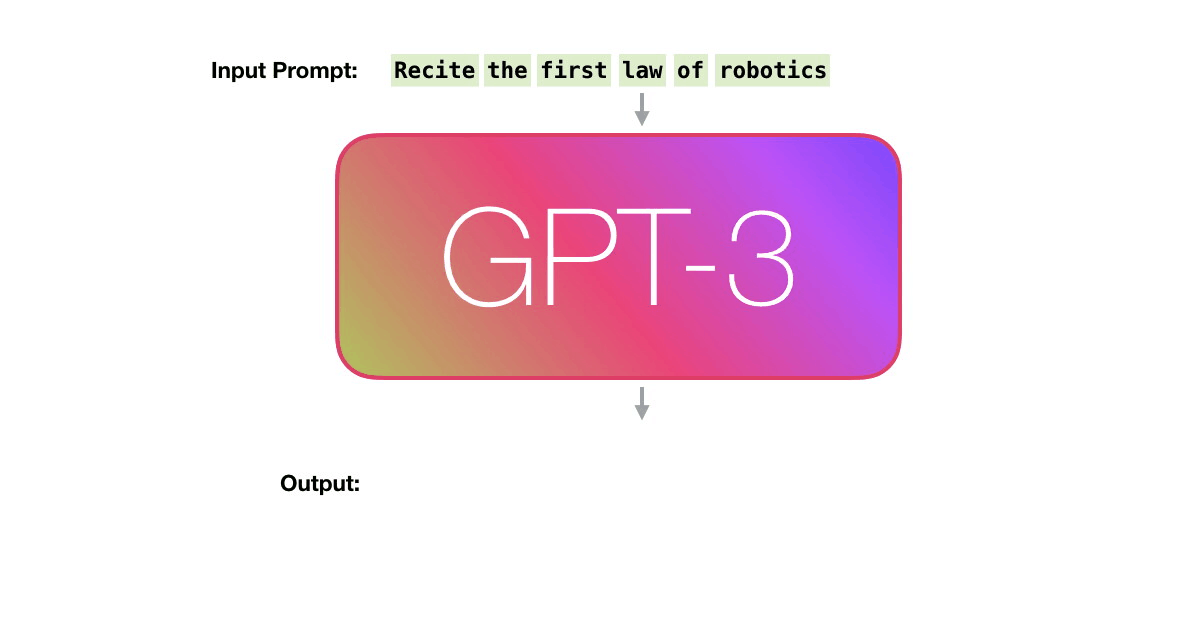 Input Prompt: Recite the first law of robotics
GPT-3
Output: